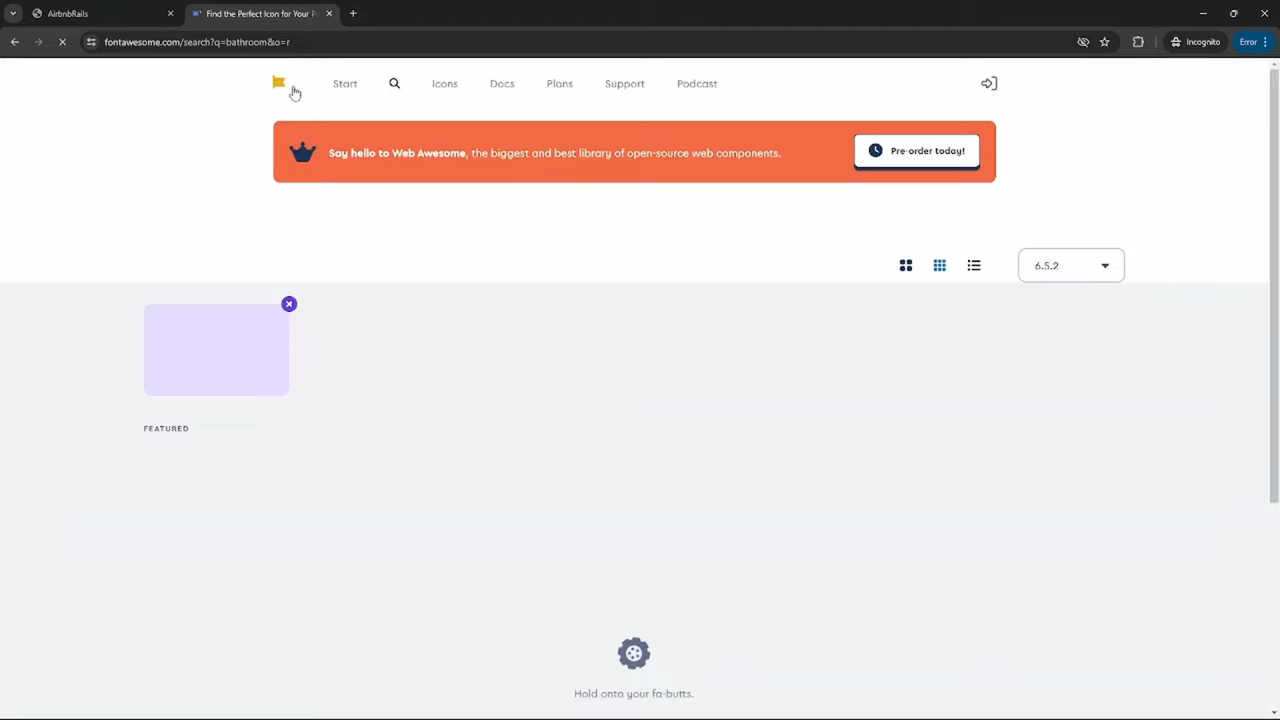 AirbnbRails
Find the Perfect Icon for Your P
fontawesome.com/search?q=bathroom&o=r
Incognito
Error
Start
Icons
Docs
Plans
Support
Podcast
Say hello to Web Awesome, the biggest and best library of open-source web components.
Pre-order today!
6.5.2
FEATURED
Hold onto your fa-butts.